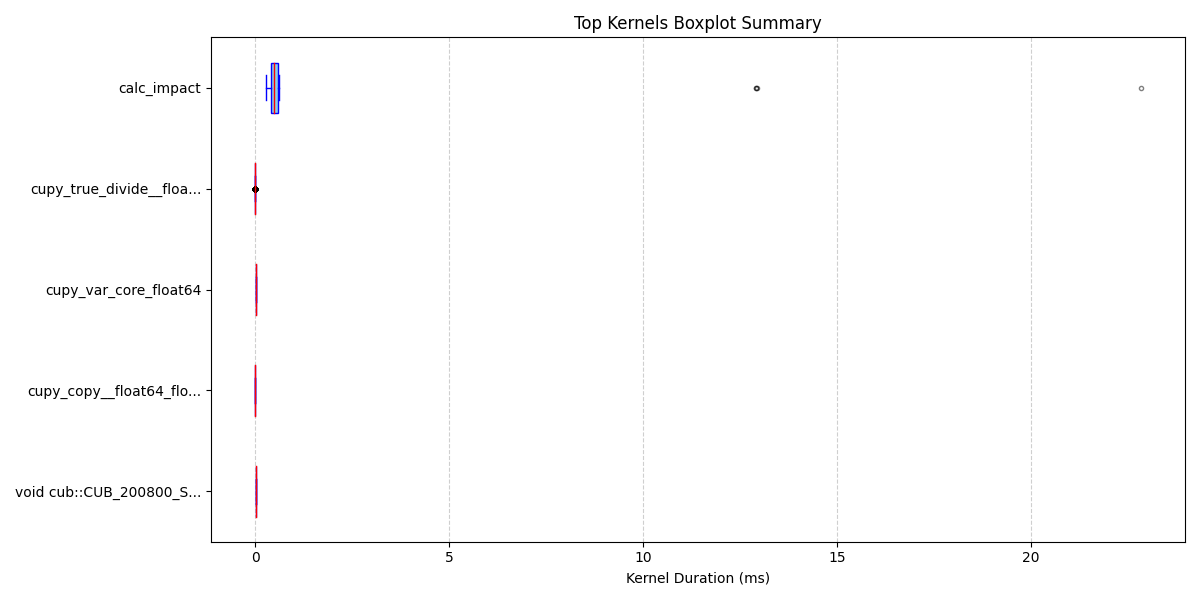 Top Kernels Boxplot Summary
calc_impact
cupy_true_divide__floa...
cupy_var_core_float64
cupy_copy__float64_flo...
void cub::CUB_200800_S...
0 5 10 15 20
Kernel Duration (ms)